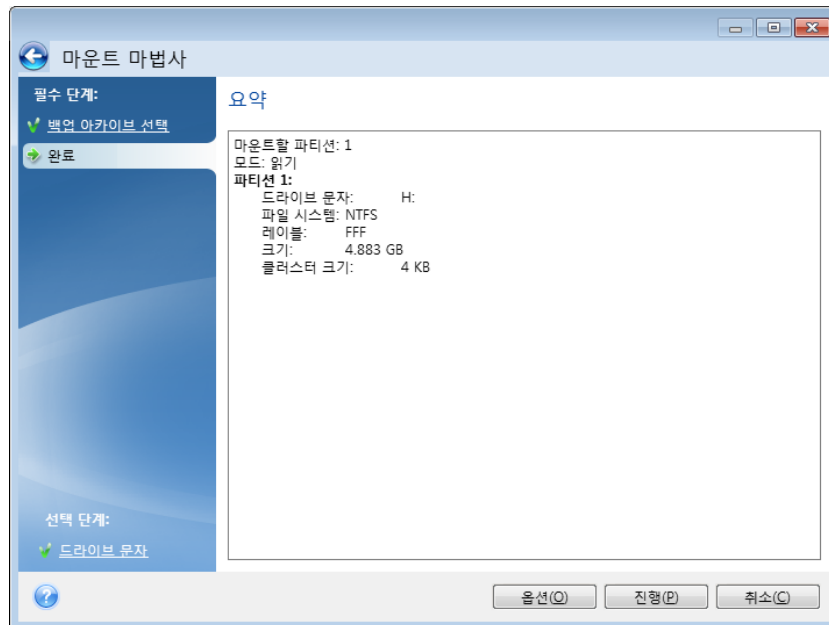 마운트 마법사
필수 단계:
백업 아카이브 선택
완료
선택 단계:
드라이브 문자
요약
마운트할 파티션: 1
모드: 읽기
파티션 1:
드라이브 문자: H:
파일 시스템: NTFS
레이블: FFF
크기: 4.883 GB
클러스터 크기: 4 KB
?
옵션(O) 진행(P) 취소(C)